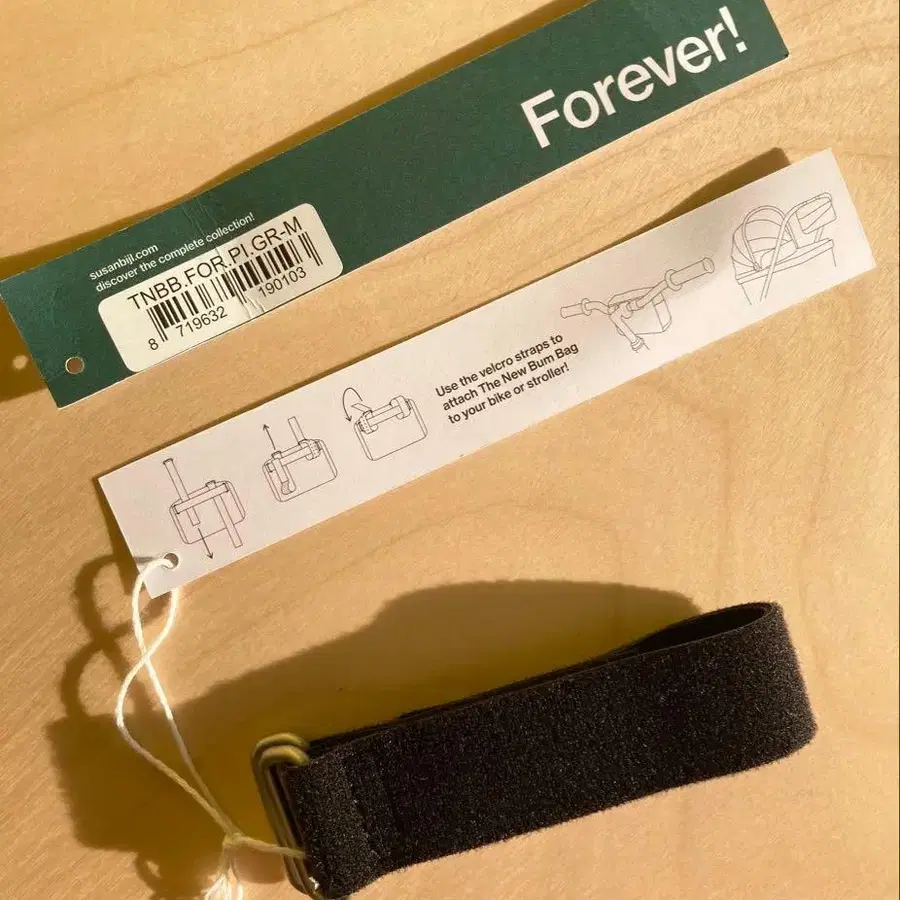 Forever!
susanbijl.com
discover the complete collection!
TNBB.FOR.PI.GR-M
8 719632 190103
Use the velcro straps to
attach The New Bum Bag
to your bike or stroller!